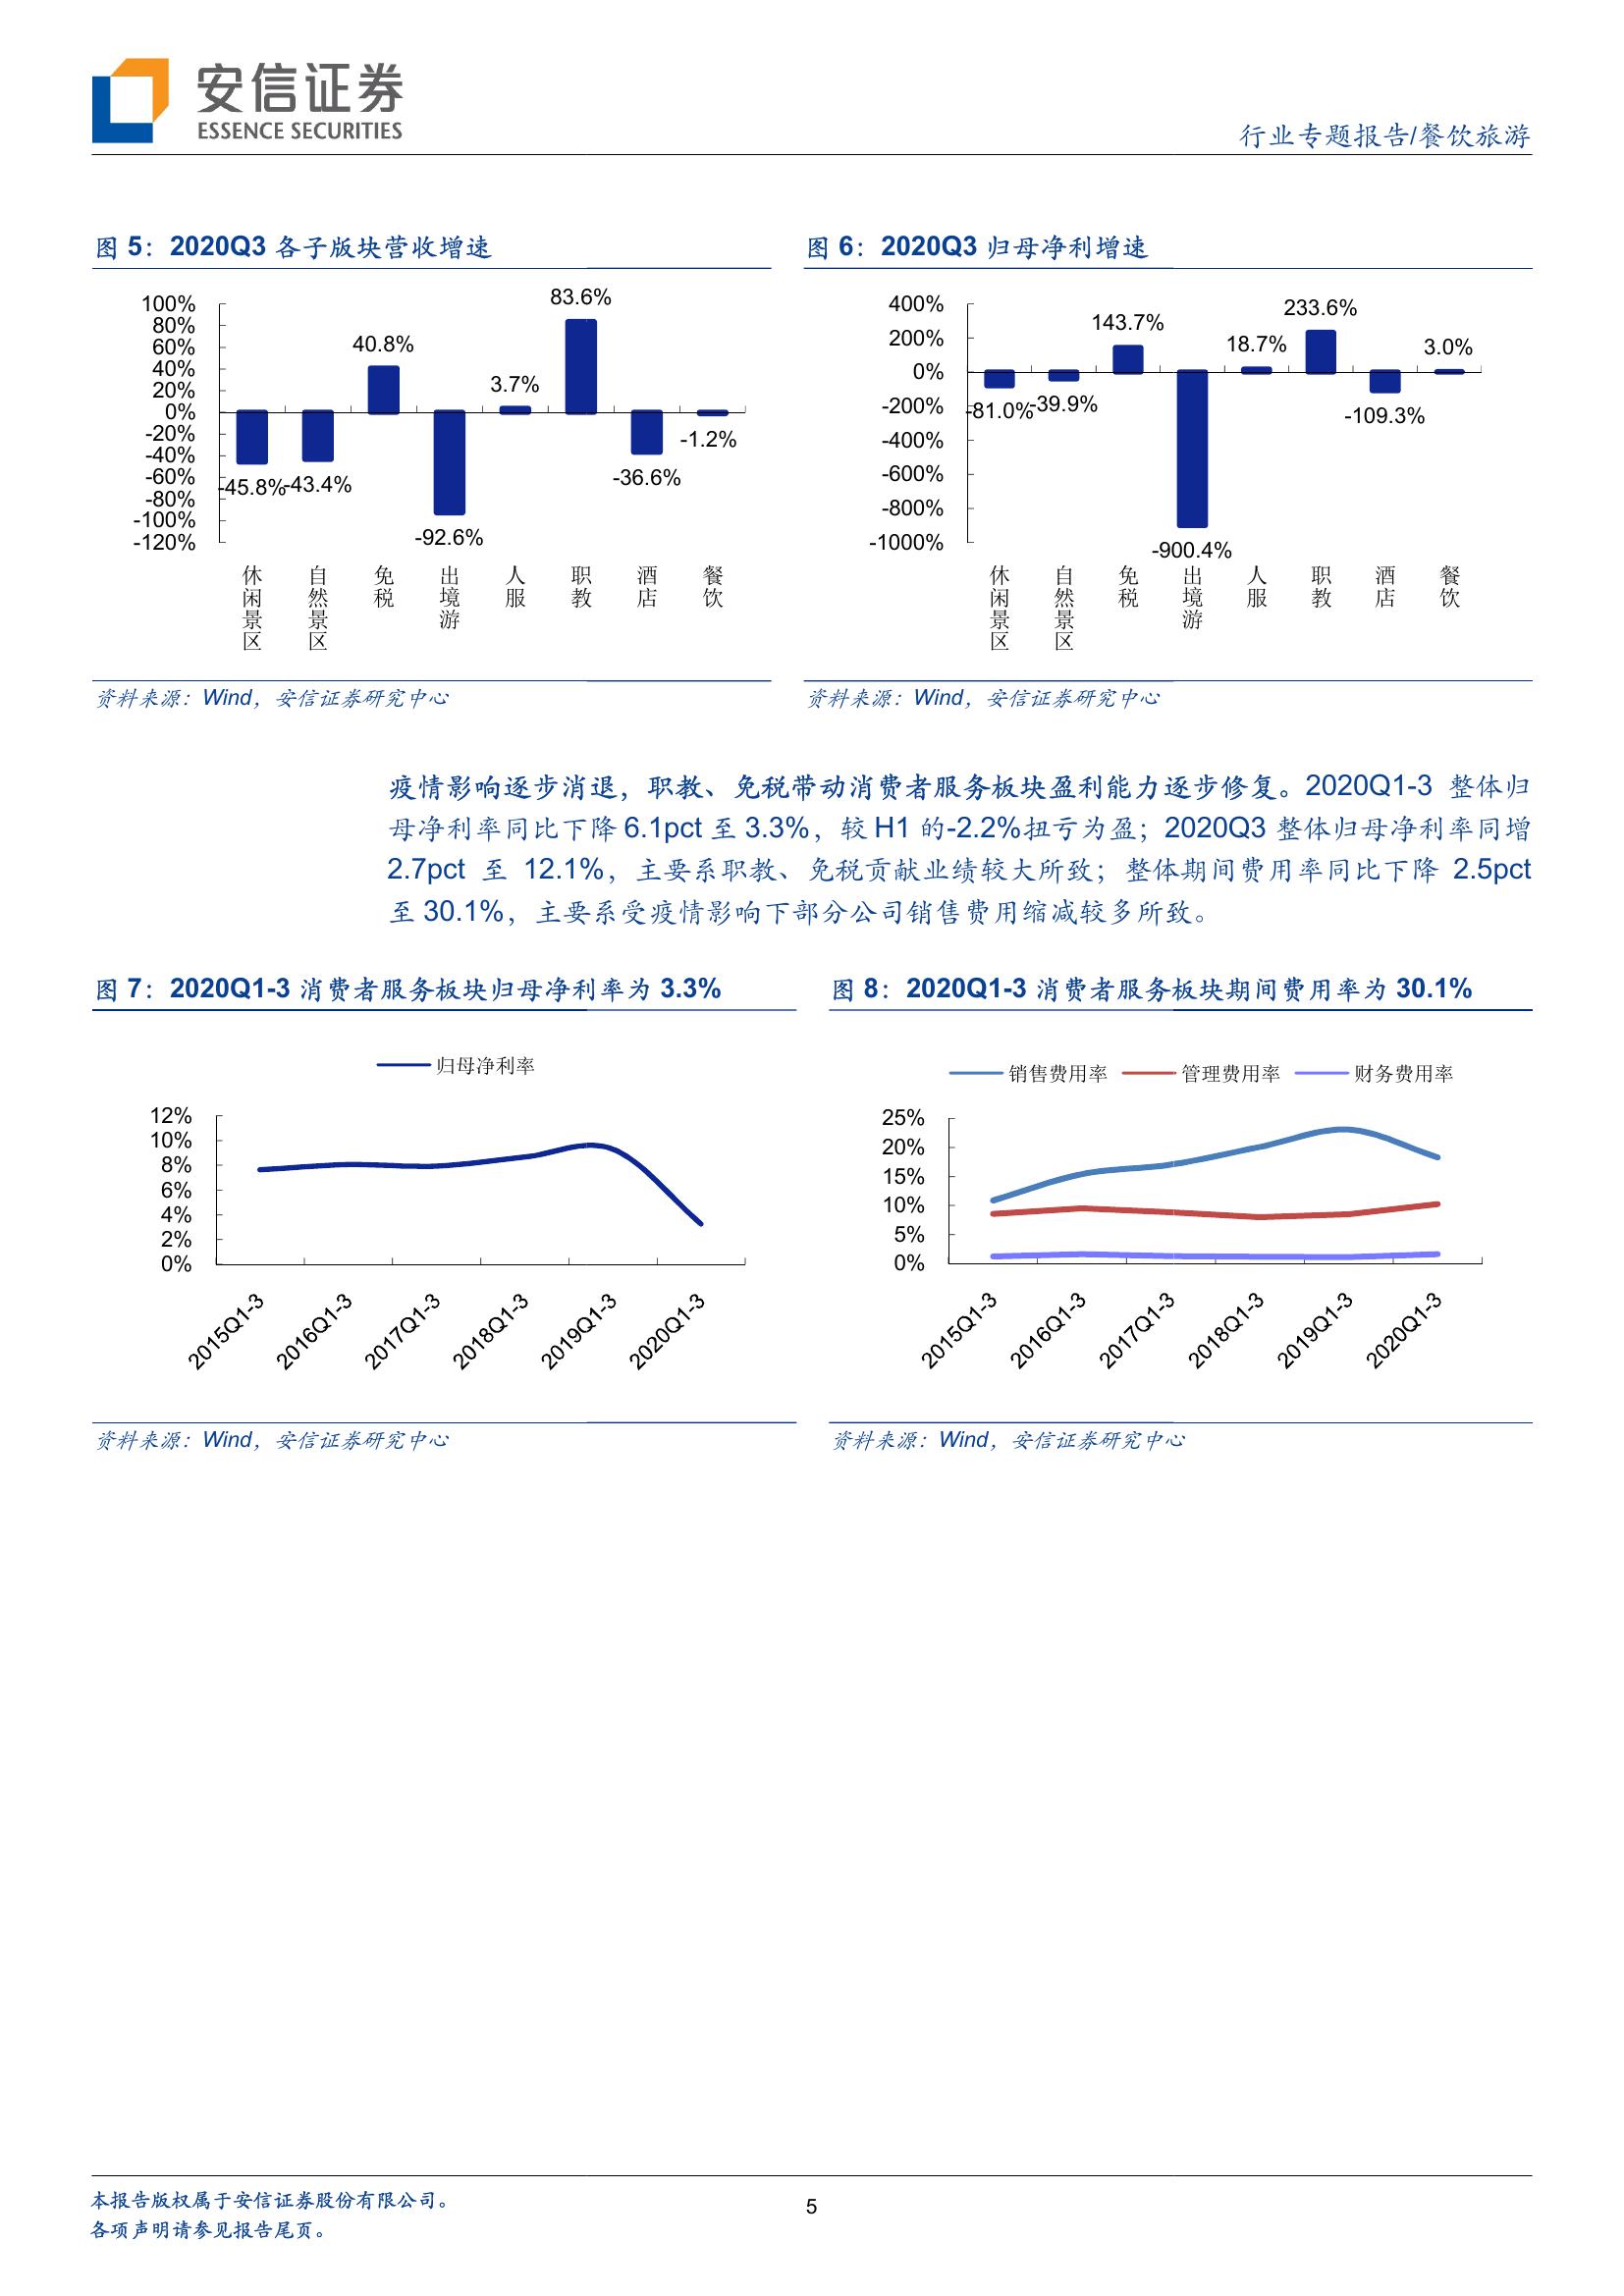 安信证券
ESSENCE SECURITIES
行业专题报告/餐饮旅游
图 5：2020Q3 各子版块营收增速
100%
80%
60%
40%
20%
0%
-20%
-40%
-60%
-80%
-100%
-120%
-45.8%
-43.4%
40.8%
-92.6%
3.7%
83.6%
-36.6%
-1.2%
休闲景区
自然景区
免税
出境游
人服
职教
酒店
餐饮
资料来源：Wind，安信证券研究中心
图 6：2020Q3 归母净利增速
400%
200%
0%
-200%
-400%
-600%
-800%
-1000%
-81.0%
-39.9%
143.7%
-900.4%
18.7%
233.6%
-109.3%
3.0%
休闲景区
自然景区
免税
出境游
人服
职教
酒店
餐饮
资料来源：Wind，安信证券研究中心
疫情影响逐步消退，职教、免税带动消费者服务板块盈利能力逐步修复。2020Q1-3 整体归
母净利率同比下降 6.1pct 至 3.3%，较 H1 的-2.2%扭亏为盈；2020Q3 整体归母净利率同增
2.7pct 至 12.1%，主要系职教、免税贡献业绩较大所致；整体期间费用率同比下降 2.5pct
至 30.1%，主要系受疫情影响下部分公司销售费用缩减较多所致。
图 7：2020Q1-3 消费者服务板块归母净利率为 3.3%
归母净利率
12%
10%
8%
6%
4%
2%
0%
2015Q1-3
2016Q1-3
2017Q1-3
2018Q1-3
2019Q1-3
2020Q1-3
资料来源：Wind，安信证券研究中心
图 8：2020Q1-3 消费者服务板块期间费用率为 30.1%
销售费用率 管理费用率 财务费用率
25%
20%
15%
10%
5%
0%
2015Q1-3
2016Q1-3
2017Q1-3
2018Q1-3
2019Q1-3
2020Q1-3
资料来源：Wind，安信证券研究中心
本报告版权属于安信证券股份有限公司。
各项声明请参见报告尾页。
5